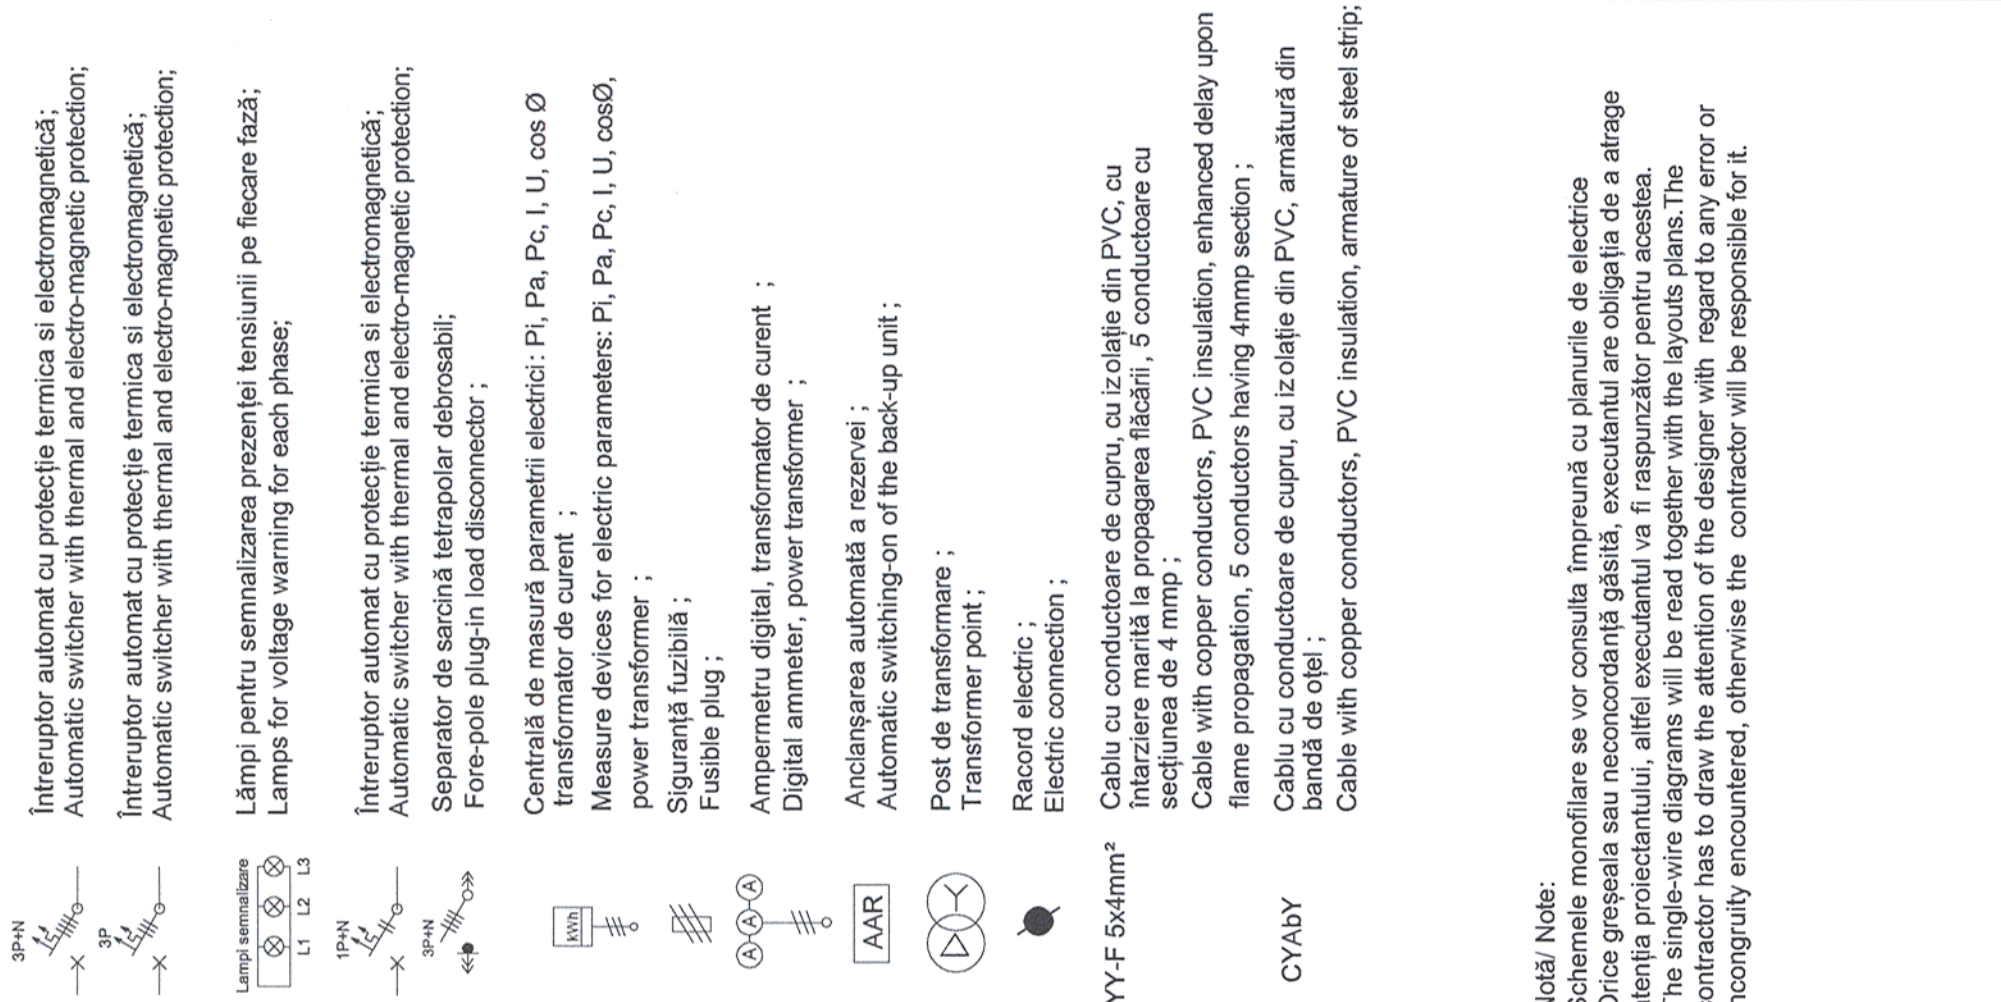 3P+N
Întreruptor automat cu protecție termica si electromagnetică;
Automatic switcher with thermal and electro-magnetic protection;
3P
Întreruptor automat cu protecție termica si electromagnetică;
Automatic switcher with thermal and electro-magnetic protection;
Lampi semnalizare
L1 L2 L3
Lămpi pentru semnalizarea prezenței tensiunii pe fiecare fază;
Lamps for voltage warning for each phase;
1P+N
Întreruptor automat cu protecție termica si electromagnetică;
Automatic switcher with thermal and electro-magnetic protection;
3P+N
Separator de sarcină tetrapolar debrosabil;
Fore-pole plug-in load disconnector ;
kWh
Centrală de masură parametrii electrici: Pi, Pa, Pc, I, U, cos Ø
transformator de curent ;
Measure devices for electric parameters: Pi, Pa, Pc, I, U, cosØ,
power transformer ;
Siguranță fuzibilă ;
Fusible plug ;
A A A
Ampermetru digital, transformator de curent ;
Digital ammeter, power transformer ;
AAR
Anclanșarea automată a rezervei ;
Automatic switching-on of the back-up unit ;
Post de transformare ;
Transformer point ;
Racord electric ;
Electric connection ;
YY-F 5x4mm²
Cablu cu conductoare de cupru, cu izolație din PVC, cu
întarziere marită la propagarea flăcării, 5 conductoare cu
secțiunea de 4 mmp ;
Cable with copper conductors, PVC insulation, enhanced delay upon
flame propagation, 5 conductors having 4mmp section ;
CYAbY
Cablu cu conductoare de cupru, cu izolație din PVC, armătură din
bandă de oțel ;
Cable with copper conductors, PVC insulation, armature of steel strip;
Notă/ Note:
Schemele monofilare se vor consulta împreună cu planurile de electrice
Orice greșeala sau neconcordanță găsită, executantul are obligația de a atrage
atenția proiectantului, altfel executantul va fi raspunzător pentru acestea.
The single-wire diagrams will be read together with the layouts plans.The
contractor has to draw the attention of the designer with regard to any error or
incongruity encountered, otherwise the contractor will be responsible for it.